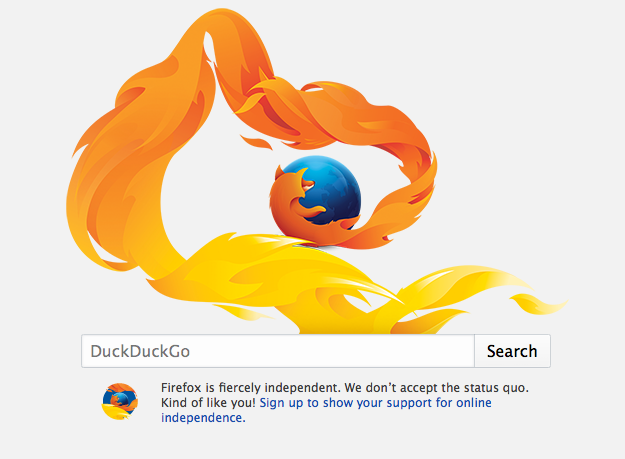 DuckDuckGo
Search
Firefox is fiercely independent. We don’t accept the status quo.
Kind of like you! Sign up to show your support for online
independence.